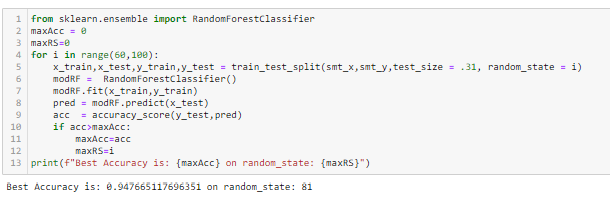 1 from sklearn.ensemble import RandomForestClassifier
2 maxAcc = 0
3 maxRS=0
4 for i in range(60,100):
5     x_train,x_test,y_train,y_test = train_test_split(smt_x,smt_y,test_size = .31, random_state = i)
6     modRF =  RandomForestClassifier()
7     modRF.fit(x_train,y_train)
8     pred = modRF.predict(x_test)
9     acc  = accuracy_score(y_test,pred)
10     if acc>maxAcc:
11         maxAcc=acc
12         maxRS=i
13 print(f"Best Accuracy is: {maxAcc} on random_state: {maxRS}")
Best Accuracy is: 0.947665117696351 on random_state: 81